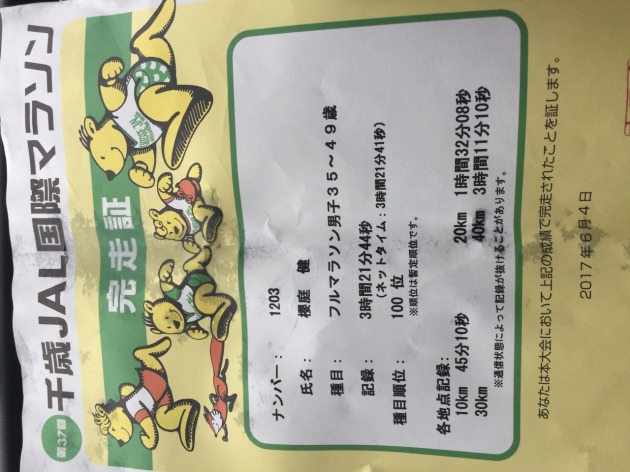 第37回 千歳JAL国際マラソン
完走証
ナンバー： 1203
氏名： 櫻庭 健
種目： フルマラソン男子35～49歳
記録： 3時間21分44秒
（ネットタイム：3時間21分41秒）
種目順位： 100 位
※順位は暫定順位です。
各地点記録：
10km 45分10秒 20km 1時間32分08秒
30km 40km 3時間11分10秒
※通信状態によって記録が抜けることがあります。
あなたは本大会において上記の成績で完走されたことを証します。
2017年6月4日